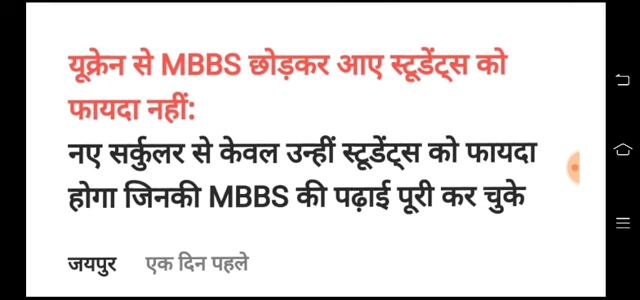 यूक्रेन से MBBS छोड़कर आए स्टूडेंट्स को
फायदा नहीं:
नए सर्कुलर से केवल उन्हीं स्टूडेंट्स को फायदा
होगा जिनकी MBBS की पढ़ाई पूरी कर चुके
जयपुर एक दिन पहले